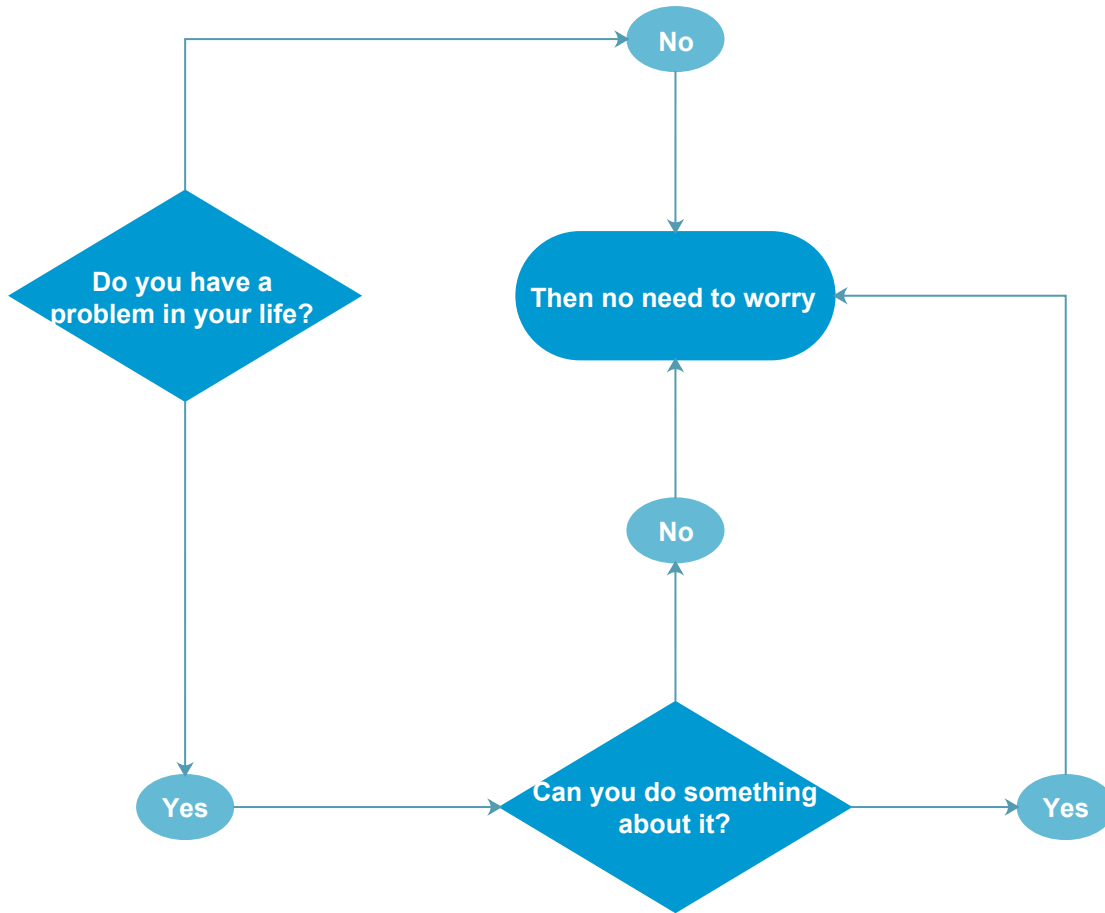 No
Do you have a
problem in your life?
Then no need to worry
No
Can you do something
about it?
Yes
Yes